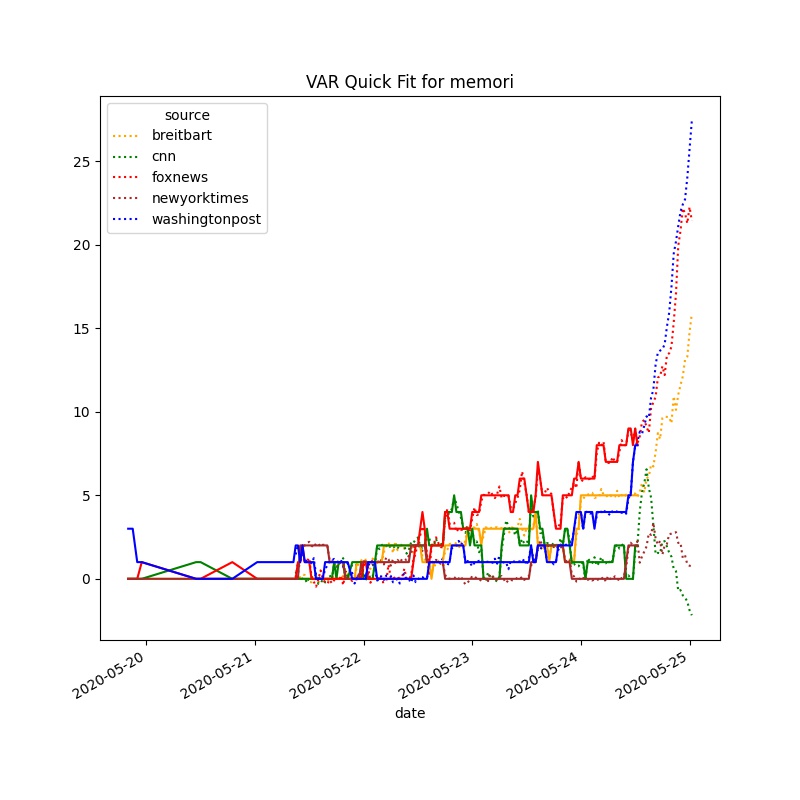 VAR Quick Fit for memori
source
breitbart
cnn
foxnews
newyorktimes
washingtonpost
25
20
15
10
5
0
2020-05-20
2020-05-21
2020-05-22
2020-05-23
2020-05-24
2020-05-25
date